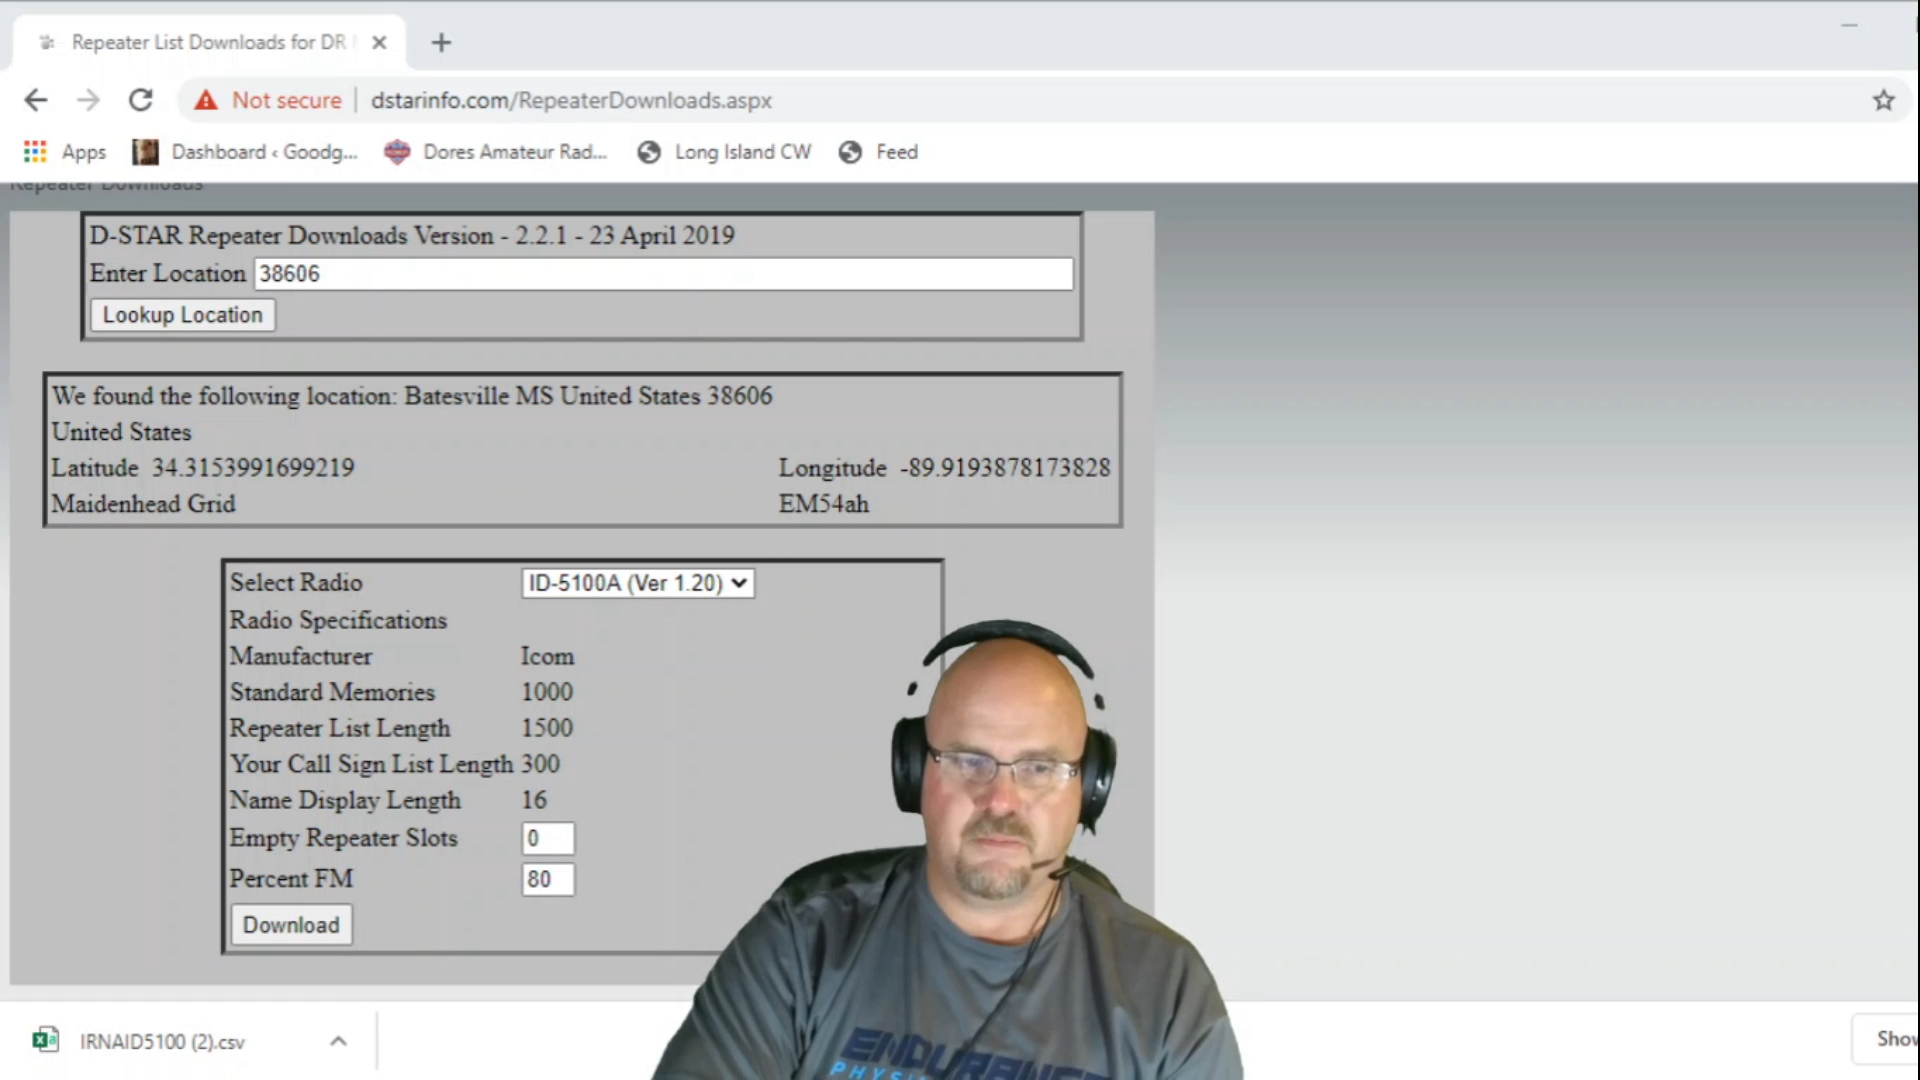 Repeater List Downloads for DR
Not secure
dstarinfo.com/RepeaterDownloads.aspx
Apps
Dashboard ‹ Goodg...
Dores Amateur Rad...
Long Island CW
Feed
Repeater Downloads
D-STAR Repeater Downloads Version - 2.2.1 - 23 April 2019
Enter Location 38606
Lookup Location
We found the following location: Batesville MS United States 38606
United States
Latitude 34.3153991699219 Longitude -89.9193878173828
Maidenhead Grid EM54ah
Select Radio ID-5100A (Ver 1.20)
Radio Specifications
Manufacturer Icom
Standard Memories 1000
Repeater List Length 1500
Your Call Sign List Length 300
Name Display Length 16
Empty Repeater Slots 0
Percent FM 80
Download
IRNAID5100 (2).csv
Show